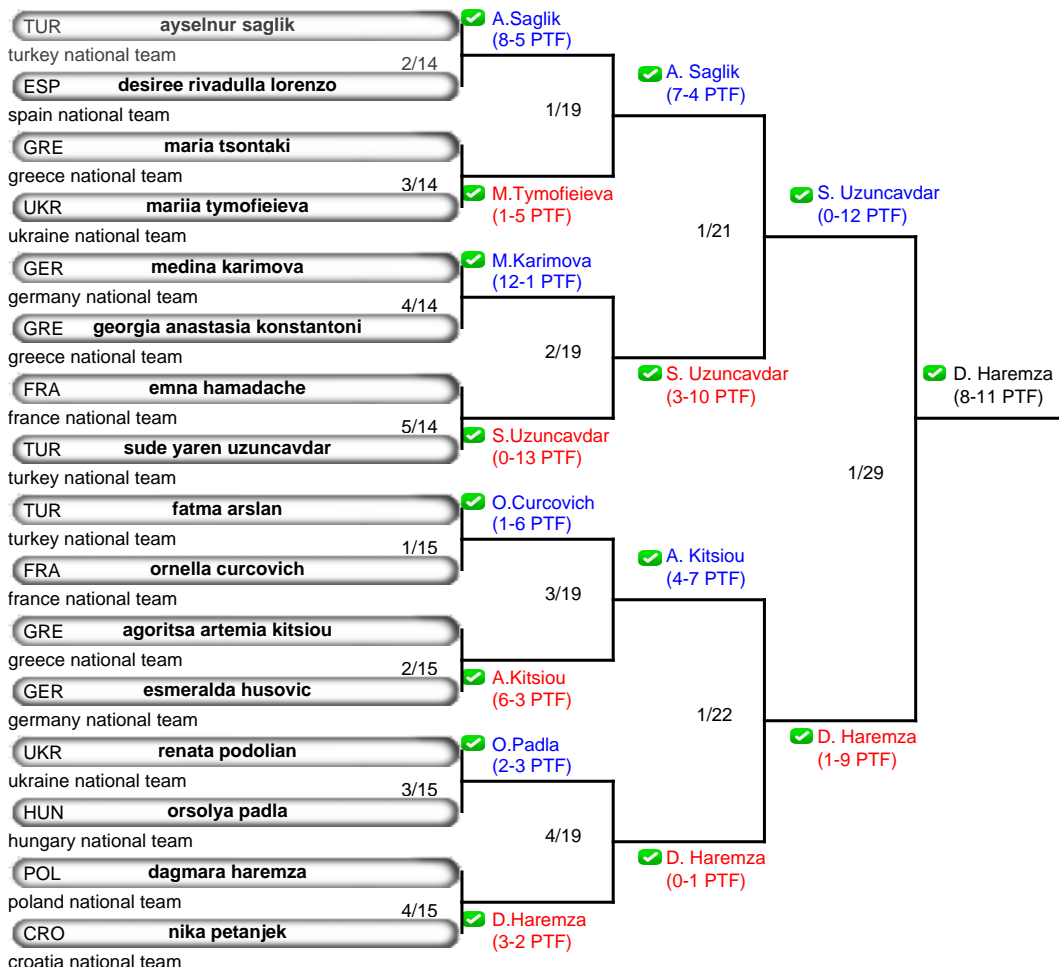 TUR ayselnur saglik
turkey national team
2/14
ESP desiree rivadulla lorenzo
spain national team
GRE maria tsontaki
greece national team
3/14
UKR mariia tymofieieva
ukraine national team
GER medina karimova
germany national team
4/14
GRE georgia anastasia konstantoni
greece national team
FRA emna hamadache
france national team
5/14
TUR sude yaren uzuncavdar
turkey national team
TUR fatma arslan
turkey national team
1/15
FRA ornella curcovich
france national team
GRE agoritsa artemia kitsiou
greece national team
2/15
GER esmeralda husovic
germany national team
UKR renata podolian
ukraine national team
3/15
HUN orsolya padla
hungary national team
POL dagmara haremza
poland national team
4/15
CRO nika petanjek
croatia national team
A.Saglik
(8-5 PTF)
1/19
M.Tymofieieva
(1-5 PTF)
M.Karimova
(12-1 PTF)
2/19
S.Uzuncavdar
(0-13 PTF)
O.Curcovich
(1-6 PTF)
3/19
A.Kitsiou
(6-3 PTF)
O.Padla
(2-3 PTF)
4/19
D.Haremza
(3-2 PTF)
A. Saglik
(7-4 PTF)
1/21
S. Uzuncavdar
(3-10 PTF)
A. Kitsiou
(4-7 PTF)
1/22
D. Haremza
(0-1 PTF)
S. Uzuncavdar
(0-12 PTF)
1/29
D. Haremza
(1-9 PTF)
D. Haremza
(8-11 PTF)